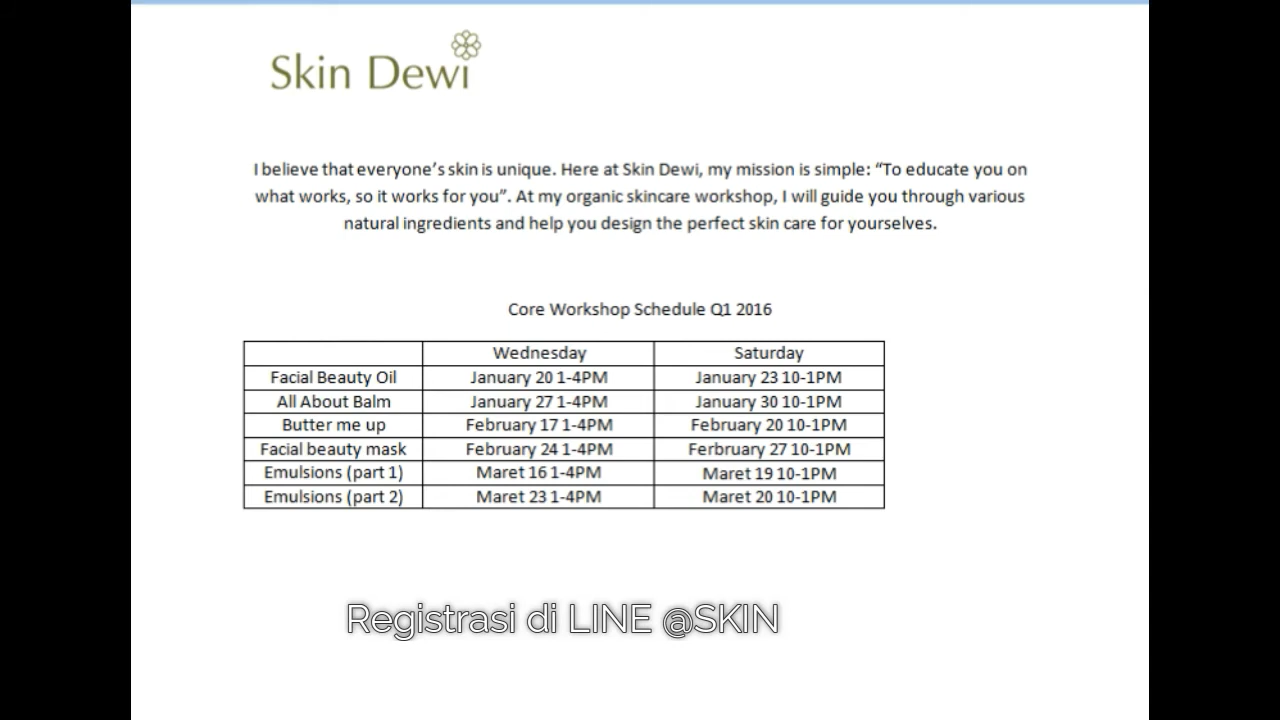 Skin Dewi
I believe that everyone's skin is unique. Here at Skin Dewi, my mission is simple: “To educate you on
what works, so it works for you”. At my organic skincare workshop, I will guide you through various
natural ingredients and help you design the perfect skin care for yourselves.
Core Workshop Schedule Q1 2016
Wednesday Saturday
Facial Beauty Oil January 20 1-4PM January 23 10-1PM
All About Balm January 27 1-4PM January 30 10-1PM
Butter me up February 17 1-4PM February 20 10-1PM
Facial beauty mask February 24 1-4PM Ferbruary 27 10-1PM
Emulsions (part 1) Maret 16 1-4PM Maret 19 10-1PM
Emulsions (part 2) Maret 23 1-4PM Maret 20 10-1PM
Registrasi di LINE @SKIN